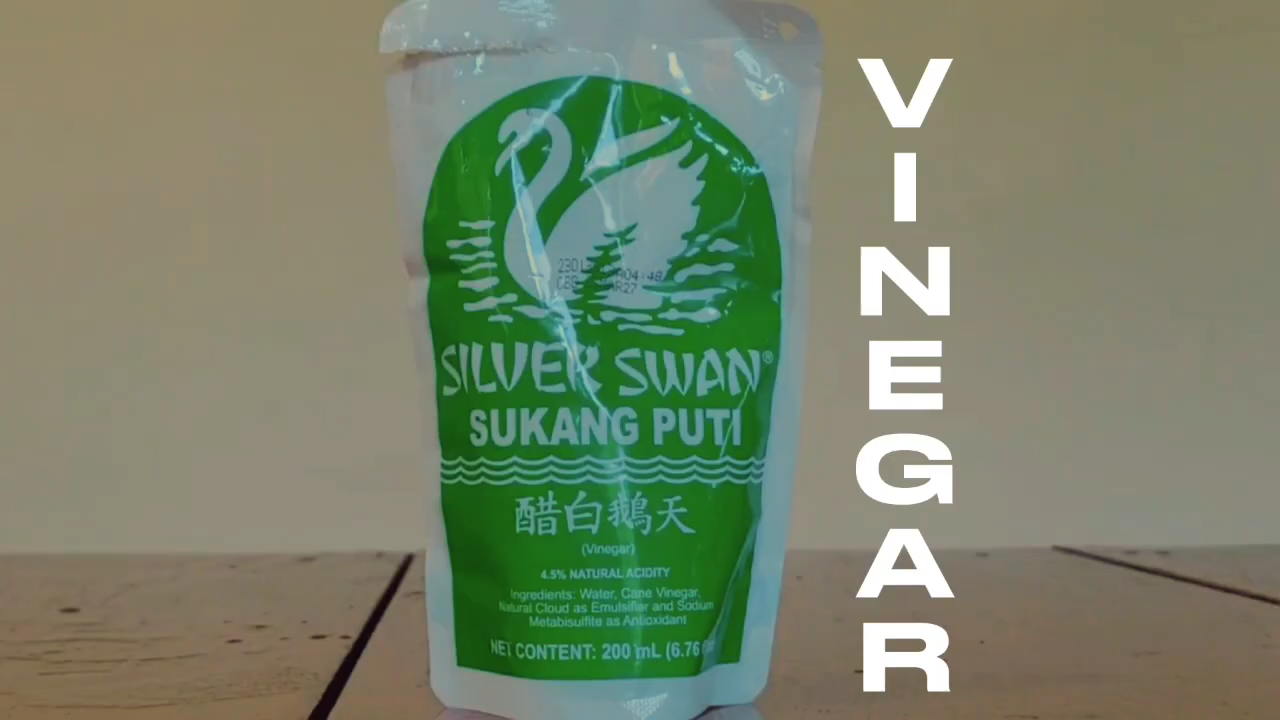 SILVER SWAN®
SUKANG PUTI
醋白鵝天
(Vinegar)
4.5% NATURAL ACIDITY
Ingredients: Water, Cane Vinegar,
Natural Cloud as Emulsifier and Sodium
Metabisulfite as Antioxidant
NET CONTENT: 200 mL (6.76
VINEGAR